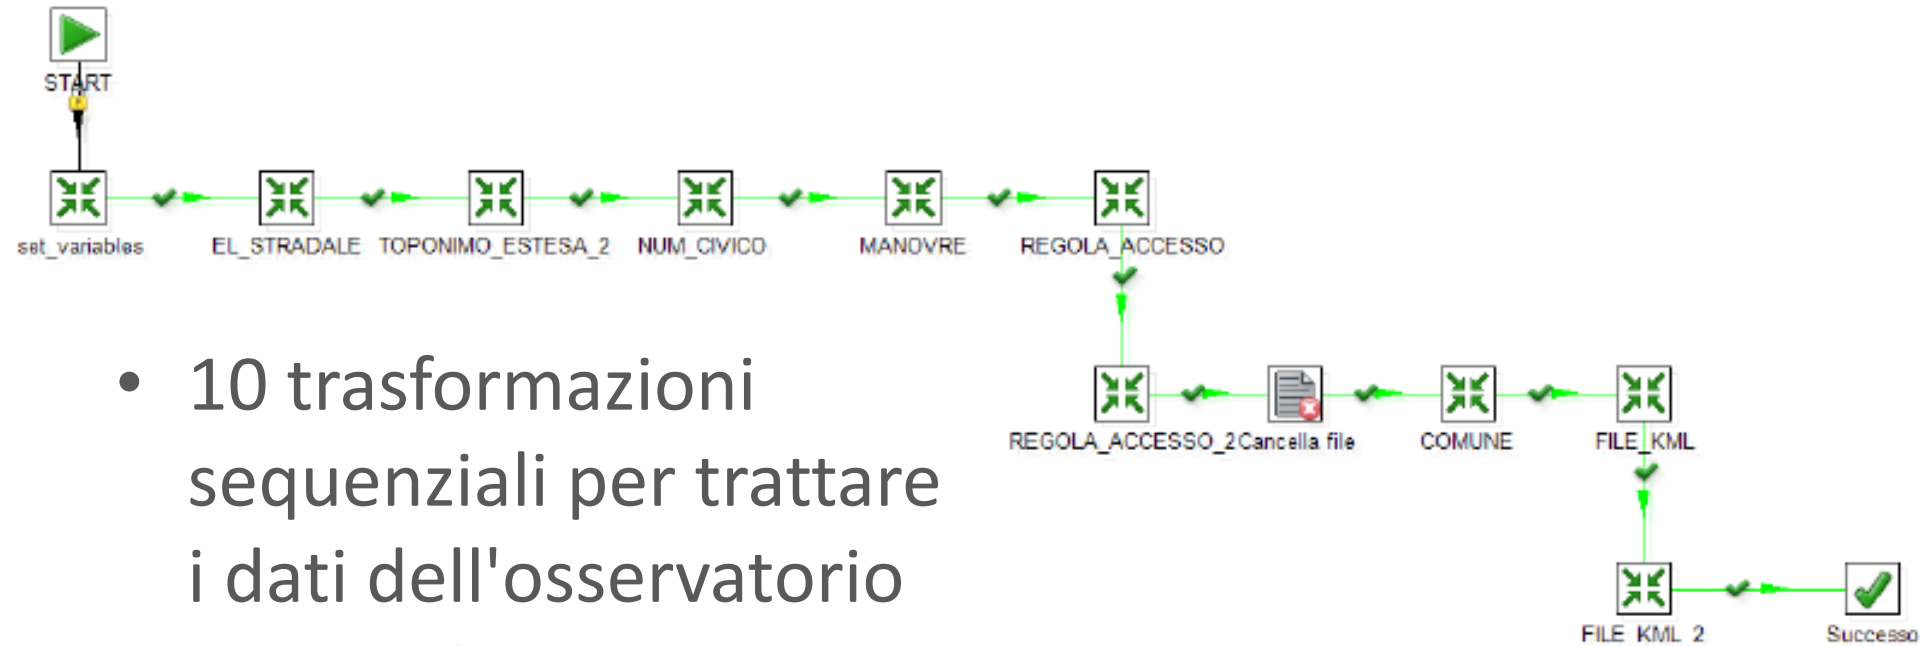 START
set_variables
EL_STRADALE
TOPONIMO_ESTESA_2
NUM_CIVICO
MANOVRE
REGOLA_ACCESSO
REGOLA_ACCESSO_2
Cancella file
COMUNE
FILE_KML
FILE_KML_2
Successo
• 10 trasformazioni
sequenziali per trattare
i dati dell'osservatorio